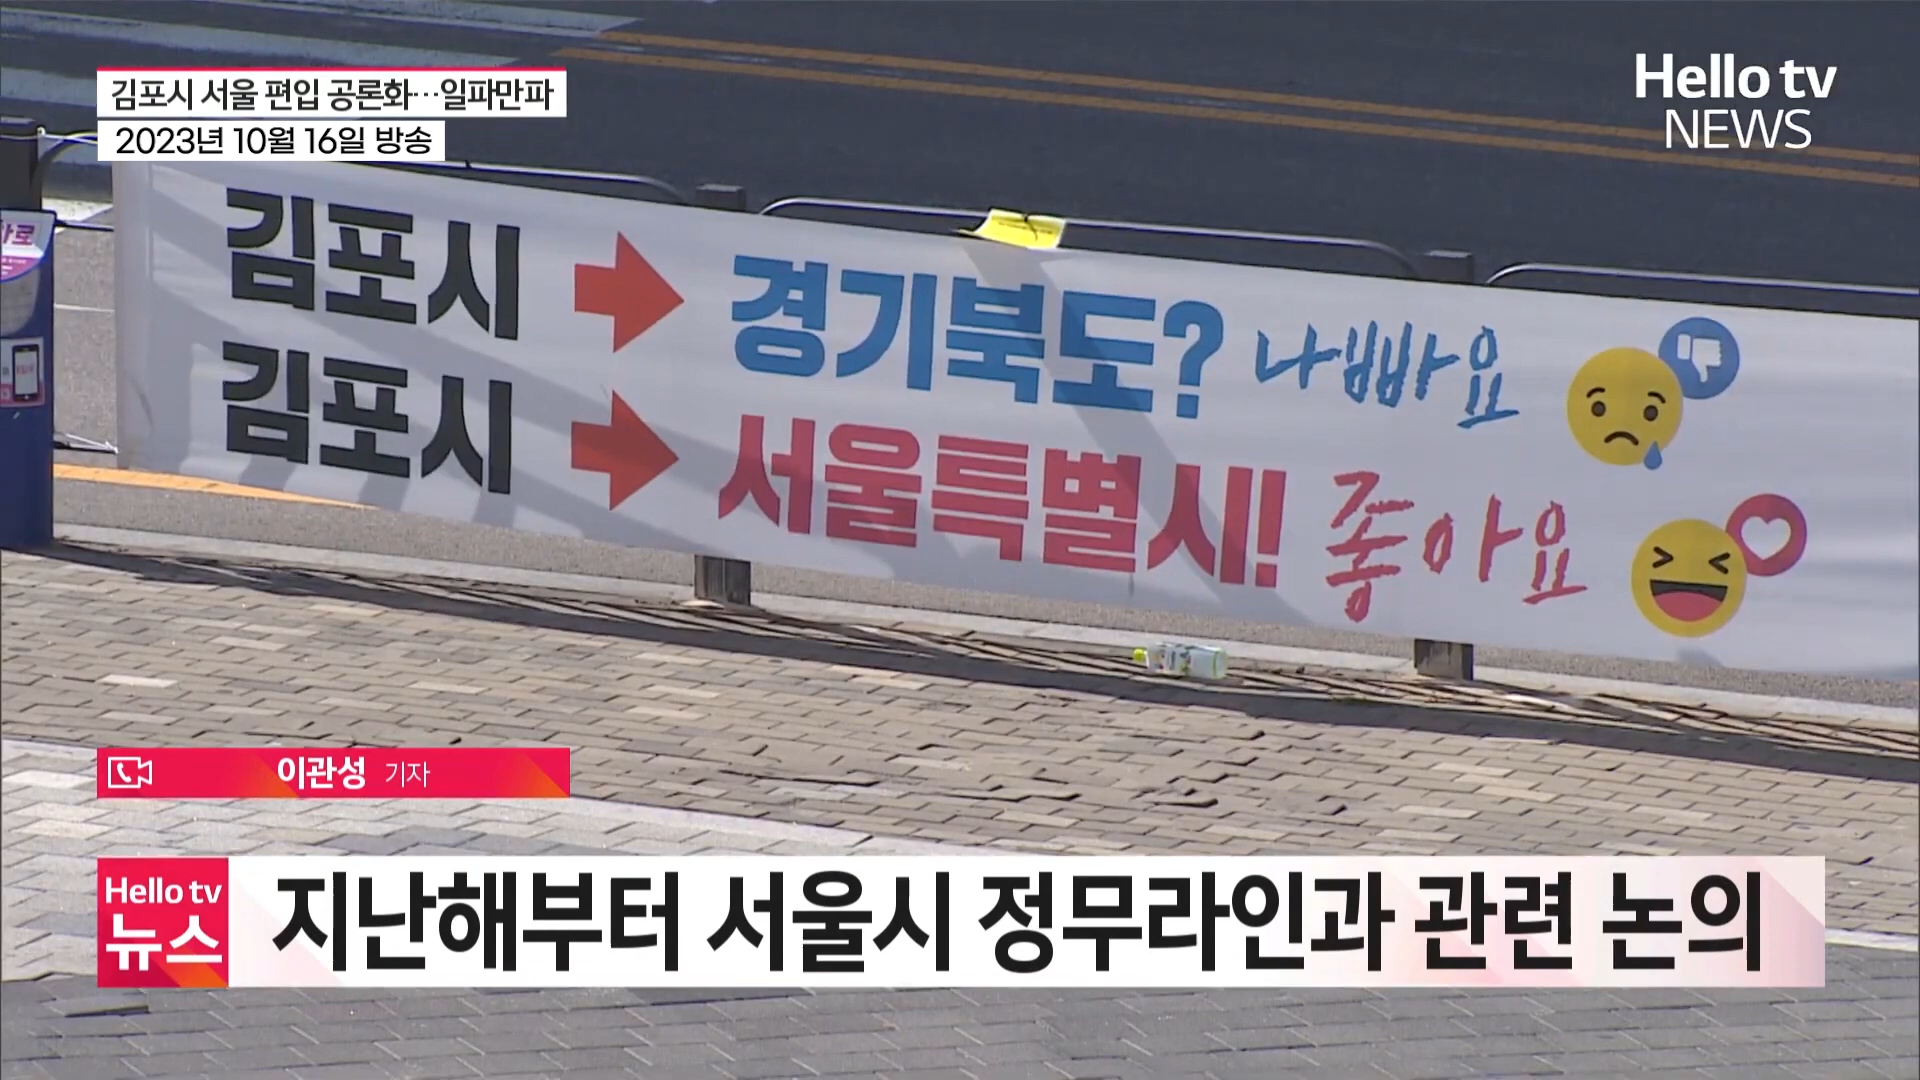 김포시 서울 편입 공론화…일파만파
2023년 10월 16일 방송
Hello tv
NEWS
김포시 → 경기북도? 나빠요
김포시 → 서울특별시! 좋아요
이관성 기자
Hello tv
뉴스
지난해부터 서울시 정무라인과 관련 논의